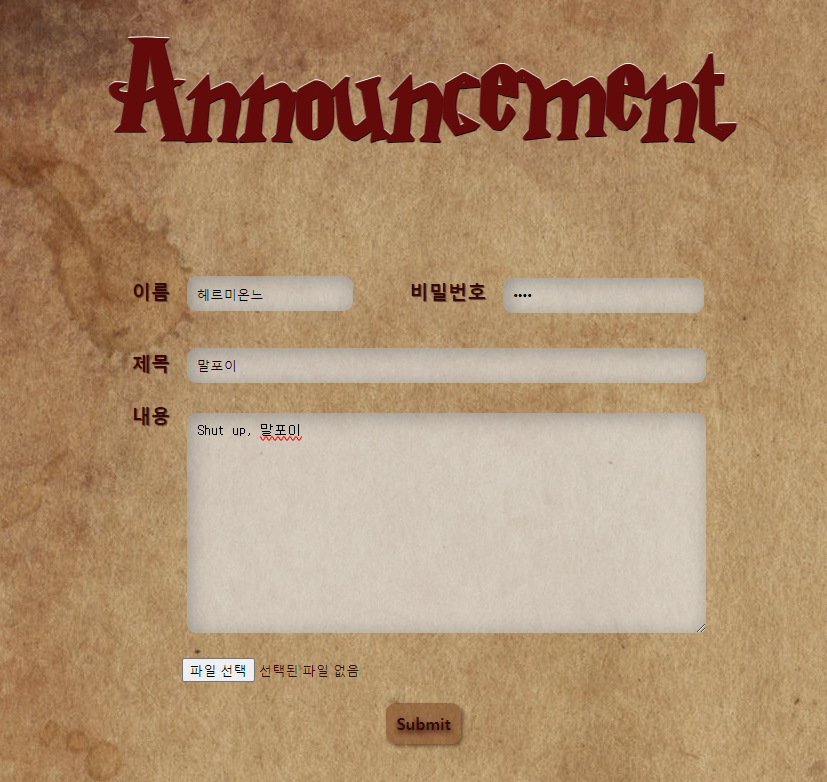 Announcement
이름 헤르미온느 비밀번호 ••••
제목 말포이
내용
Shut up, 말포이
파일 선택 선택된 파일 없음
Submit